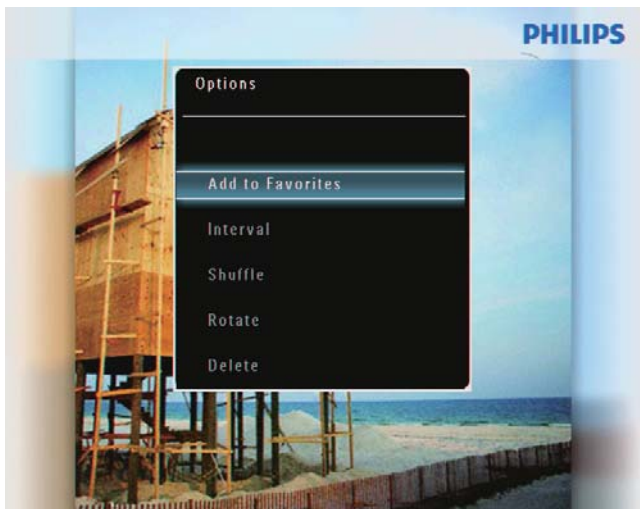 PHILIPS
Options
Add to Favorites
Interval
Shuffle
Rotate
Delete